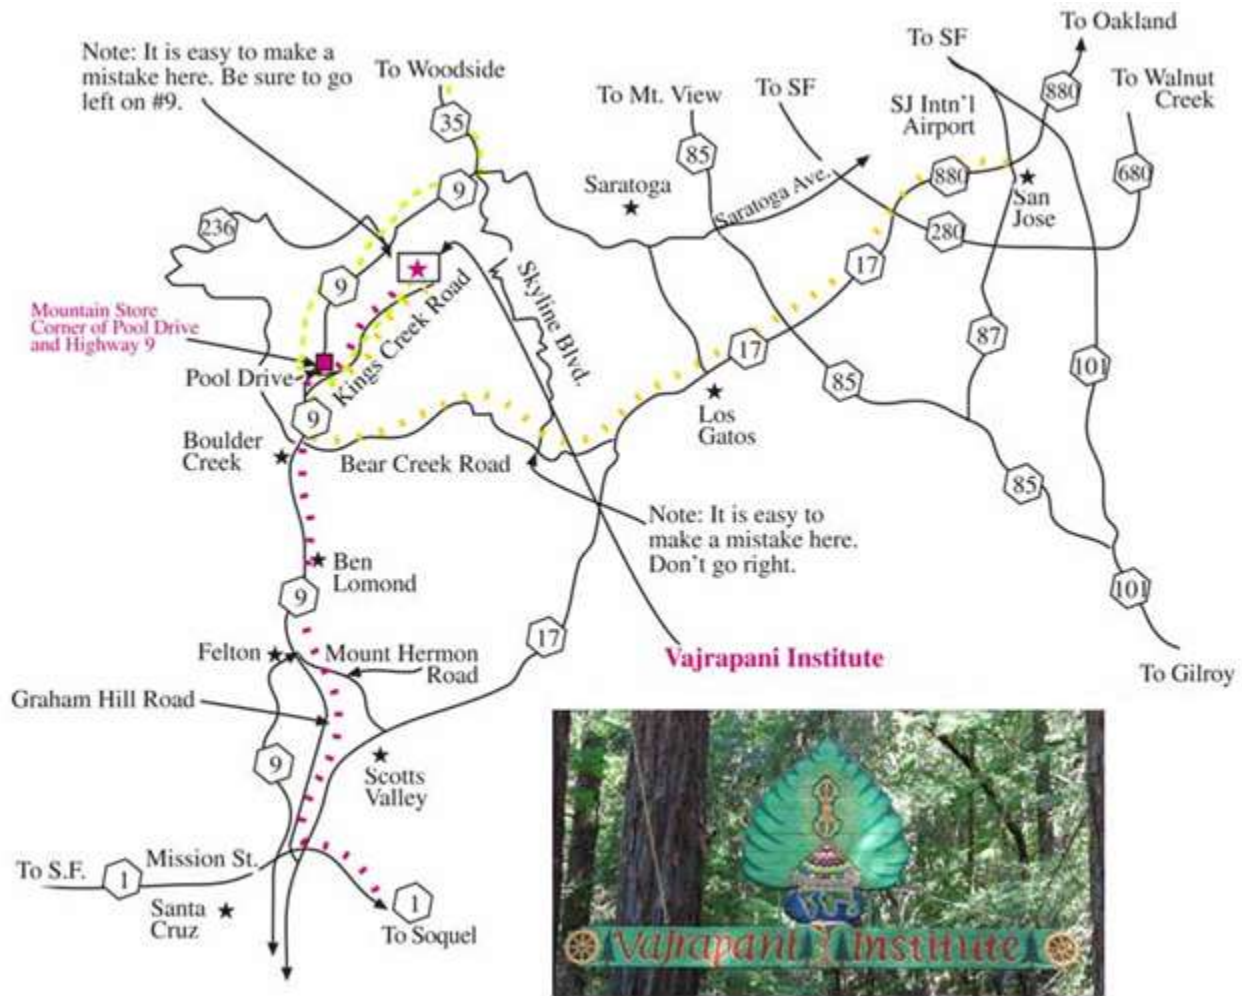 Note: It is easy to make a
mistake here. Be sure to go
left on #9.
To Woodside
35
9
To Mt. View
85
To SF
Saratoga
Saratoga Ave.
To SF
SJ Intn'l
Airport
880
To Oakland
880
To Walnut
Creek
680
San
Jose
280
17
236
9
Kings Creek Road
Skyline Blvd.
Mountain Store
Corner of Pool Drive
and Highway 9
Pool Drive
9
17
Los
Gatos
85
87
101
Boulder
Creek
Bear Creek Road
85
Note: It is easy to
make a mistake here.
Don't go right.
101
Ben
Lomond
9
17
Felton
Mount Hermon
Road
Vajrapani Institute
To Gilroy
Graham Hill Road
9
Scotts
Valley
To S.F.
1
Mission St.
Santa
Cruz
1
To Soquel
Vajrapani Institute